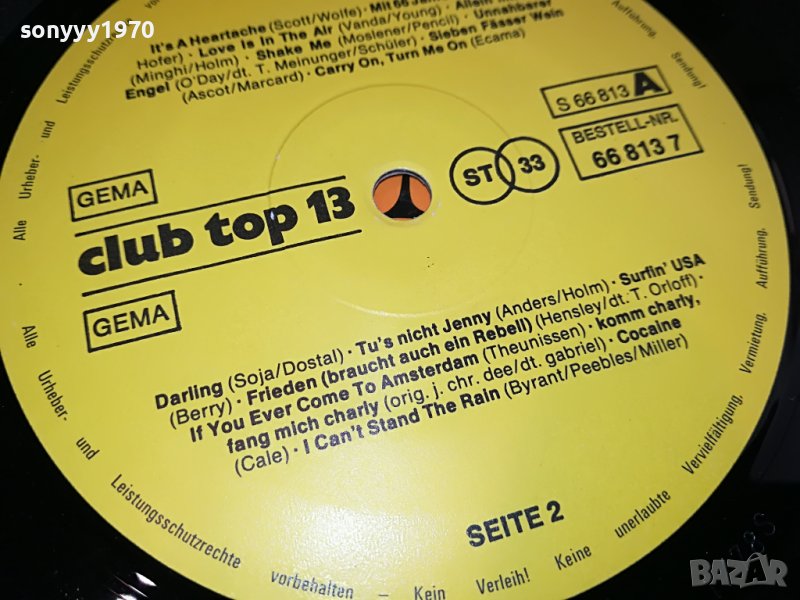 sonyyy1970
It's A Heartache (Scott/Wolfe) · Mit 66
Hofer) · Love Is In The Air (Vanda/Young) · Allein
(Minghi/Holm) · Shake Me (Moslener/Pencil) · Unnahbarer
Engel (O'Day/dt. T. Meinunger/Schüler) · Sieben Fässer Wein
(Ascot/Marcard) · Carry On, Turn Me On (Ecama)
S 66 813 A
BESTELL-NR.
66 813 7
ST 33
GEMA
club top 13
GEMA
Darling (Soja/Dostal) · Tu's nicht Jenny (Anders/Holm) · Surfin' USA
(Berry) · Frieden (braucht auch ein Rebell) (Hensley/dt. T. Orloff) ·
If You Ever Come To Amsterdam (Theunissen) · komm charly,
fang mich charly (orig. j. chr. dee/dt. gabriel) · Cocaine
(Cale) · I Can't Stand The Rain (Byrant/Peebles/Miller)
SEITE 2
Alle Urheber- und Leistungsschutzrechte
Alle Urheber- und Leistungsschutzrechte vorbehalten – Kein Verleih! Keine unerlaubte Vervielfältigung, Vermietung, Aufführung, Sendung!
Aufführung, Sendung!
BAZAR